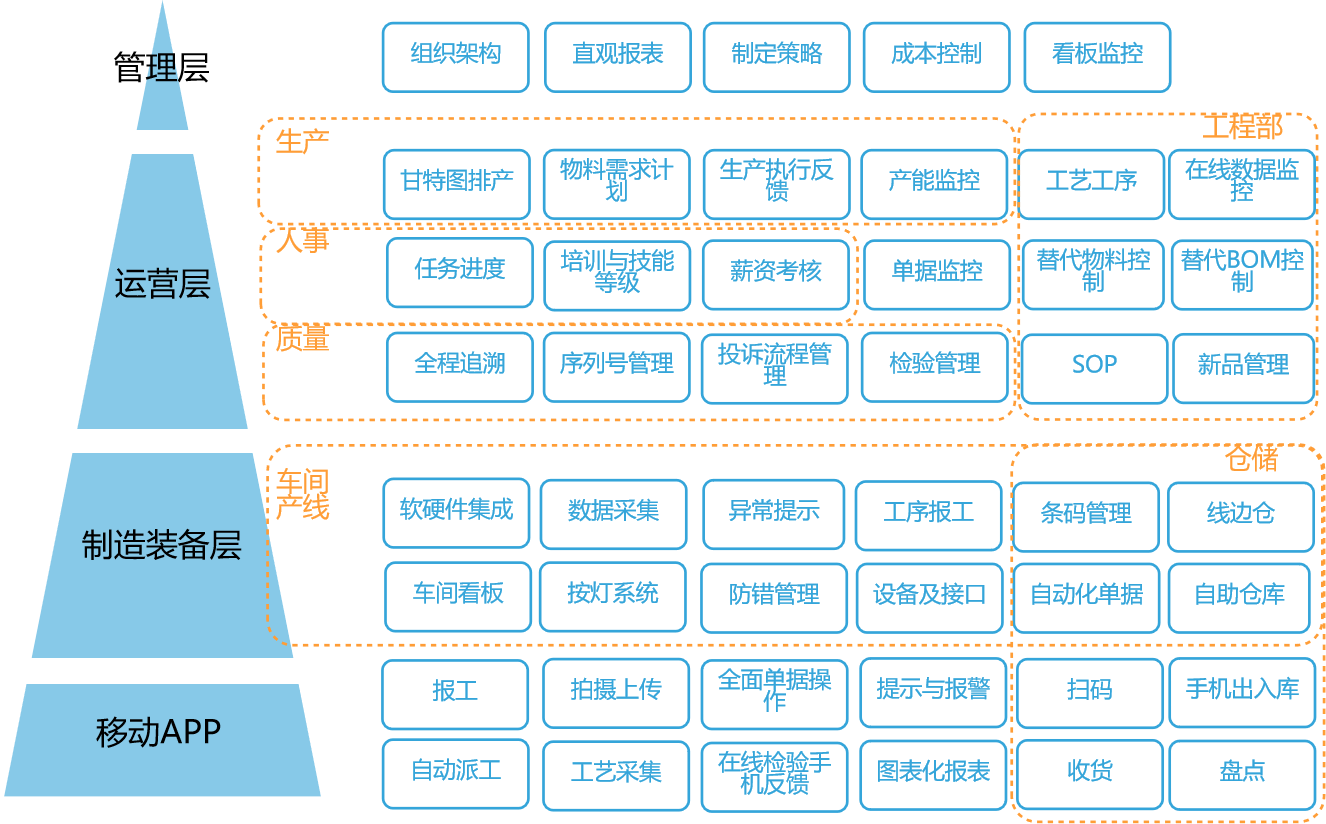 管理层
组织架构
直观报表
制定策略
成本控制
看板监控
生产
工程部
甘特图排产
物料需求计
划
生产执行反
馈
产能监控
工艺工序
在线数据监
控
运营层
人事
任务进度
培训与技能
等级
薪资考核
单据监控
替代物料控
制
替代BOM控
制
质量
全程追溯
序列号管理
投诉流程管
理
检验管理
SOP
新品管理
制造装备层
车间
产线
仓储
软硬件集成
数据采集
异常提示
工序报工
条码管理
线边仓
车间看板
按灯系统
防错管理
设备及接口
自动化单据
自助仓库
移动APP
报工
拍摄上传
全面单据操
作
提示与报警
扫码
手机出入库
自动派工
工艺采集
在线检验手
机反馈
图表化报表
收货
盘点